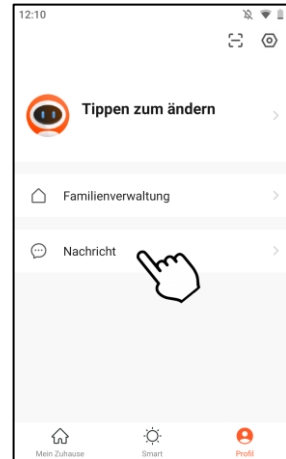 12:10
Tippen zum ändern
Familienverwaltung
Nachricht
Mein Zuhause
Smart
Profil